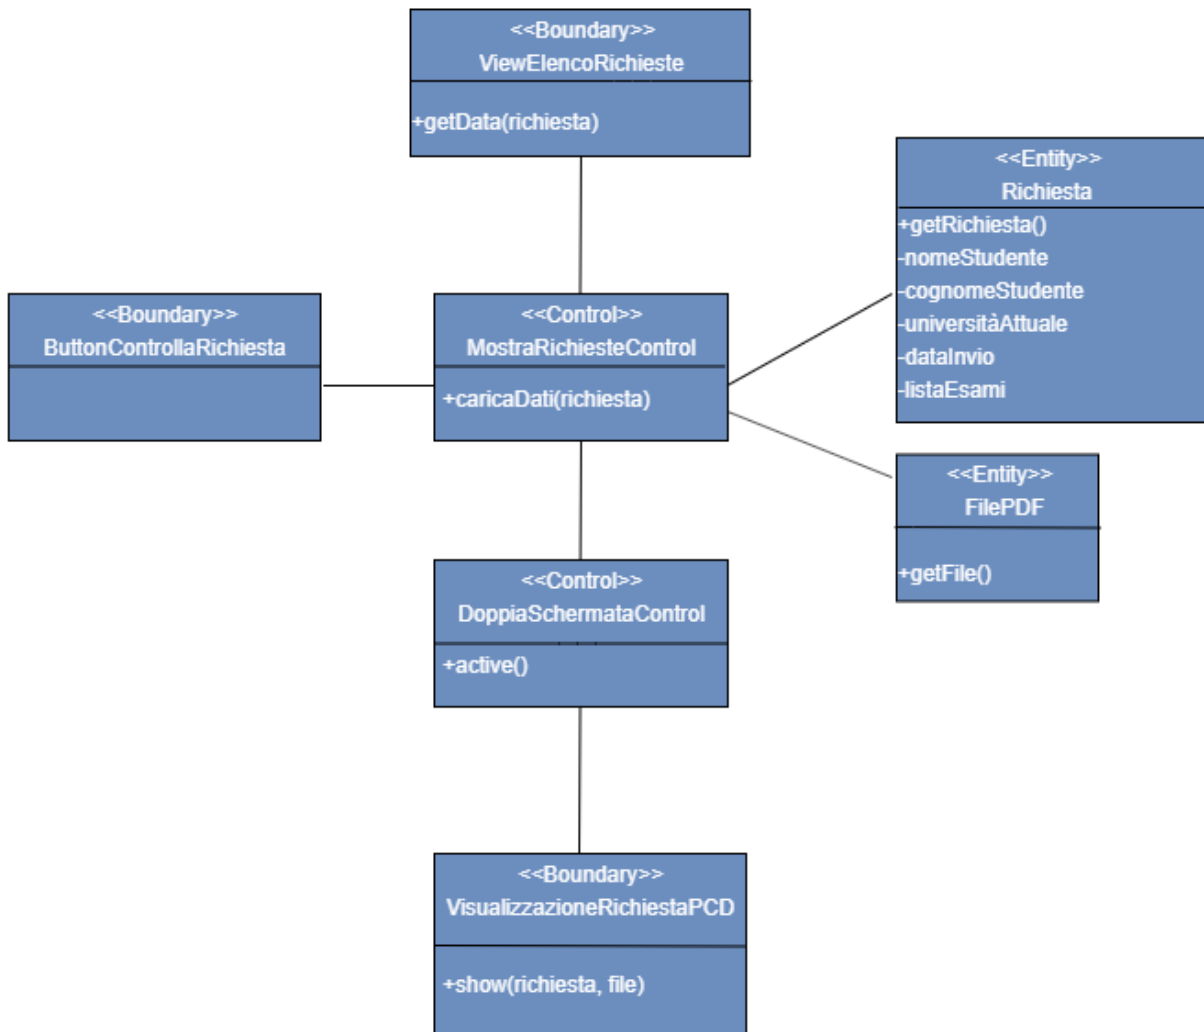 <<Boundary>>
ViewElencoRichieste
+getData(richiesta)
<<Entity>>
Richiesta
+getRichiesta()
-nomeStudente
-cognomeStudente
-universitàAttuale
-dataInvio
-listaEsami
<<Boundary>>
ButtonControllaRichiesta
<<Control>>
MostraRichiesteControl
+caricaDati(richiesta)
<<Entity>>
FilePDF
+getFile()
<<Control>>
DoppiaSchermataControl
+active()
<<Boundary>>
VisualizzazioneRichiestaPCD
+show(richiesta, file)